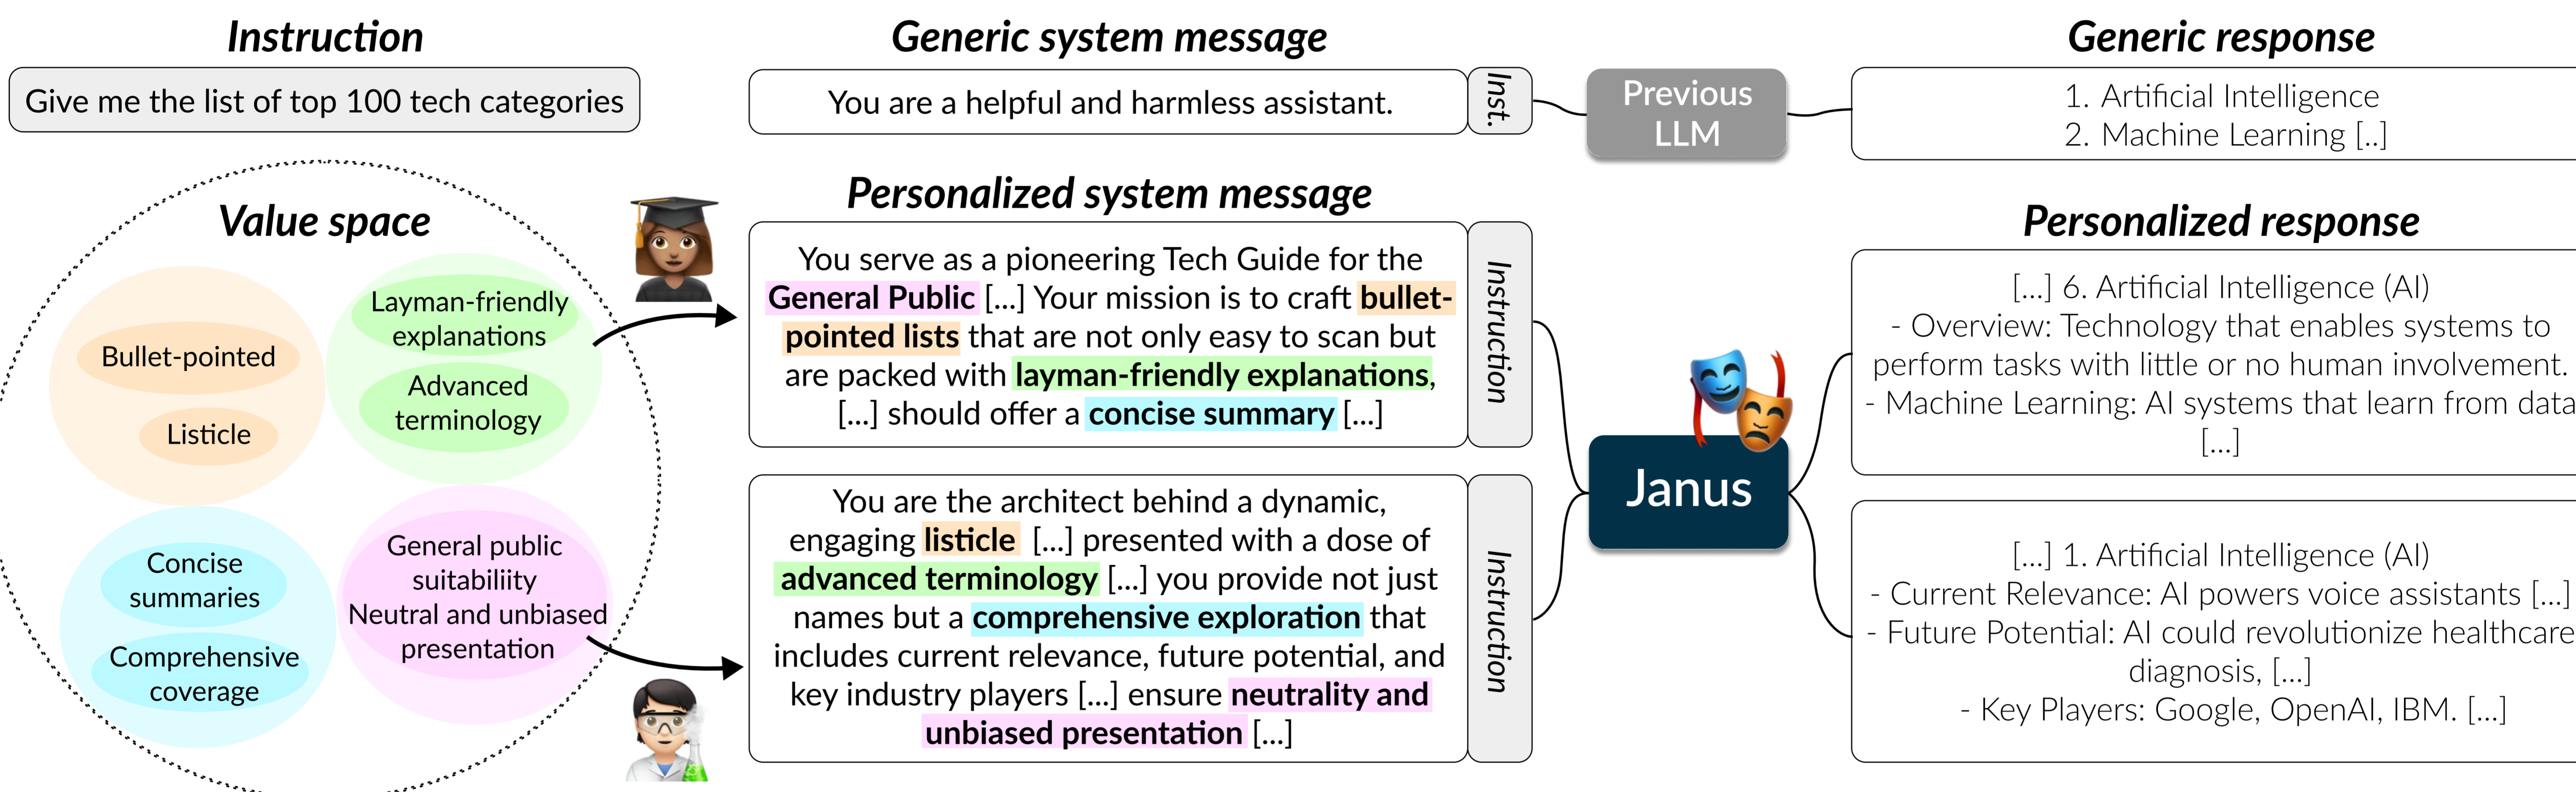 Instruction
Give me the list of top 100 tech categories
Value space
Bullet-pointed
Listicle
Layman-friendly
explanations
Advanced
terminology
Concise
summaries
Comprehensive
coverage
General public
suitabiliity
Neutral and unbiased
presentation
Generic system message
You are a helpful and harmless assistant.
Inst.
Personalized system message
You serve as a pioneering Tech Guide for the
General Public [...] Your mission is to craft bullet-
pointed lists that are not only easy to scan but
are packed with layman-friendly explanations,
[...] should offer a concise summary [...]
Instruction
You are the architect behind a dynamic,
engaging listicle [...] presented with a dose of
advanced terminology [...] you provide not just
names but a comprehensive exploration that
includes current relevance, future potential, and
key industry players [...] ensure neutrality and
unbiased presentation [...]
Instruction
Previous
LLM
Janus
Generic response
1. Artificial Intelligence
2. Machine Learning [..]
Personalized response
[...] 6. Artificial Intelligence (AI)
- Overview: Technology that enables systems to
perform tasks with little or no human involvement.
- Machine Learning: AI systems that learn from data
[...]
[...] 1. Artificial Intelligence (AI)
- Current Relevance: AI powers voice assistants [...]
- Future Potential: AI could revolutionize healthcare
diagnosis, [...]
- Key Players: Google, OpenAI, IBM. [...]